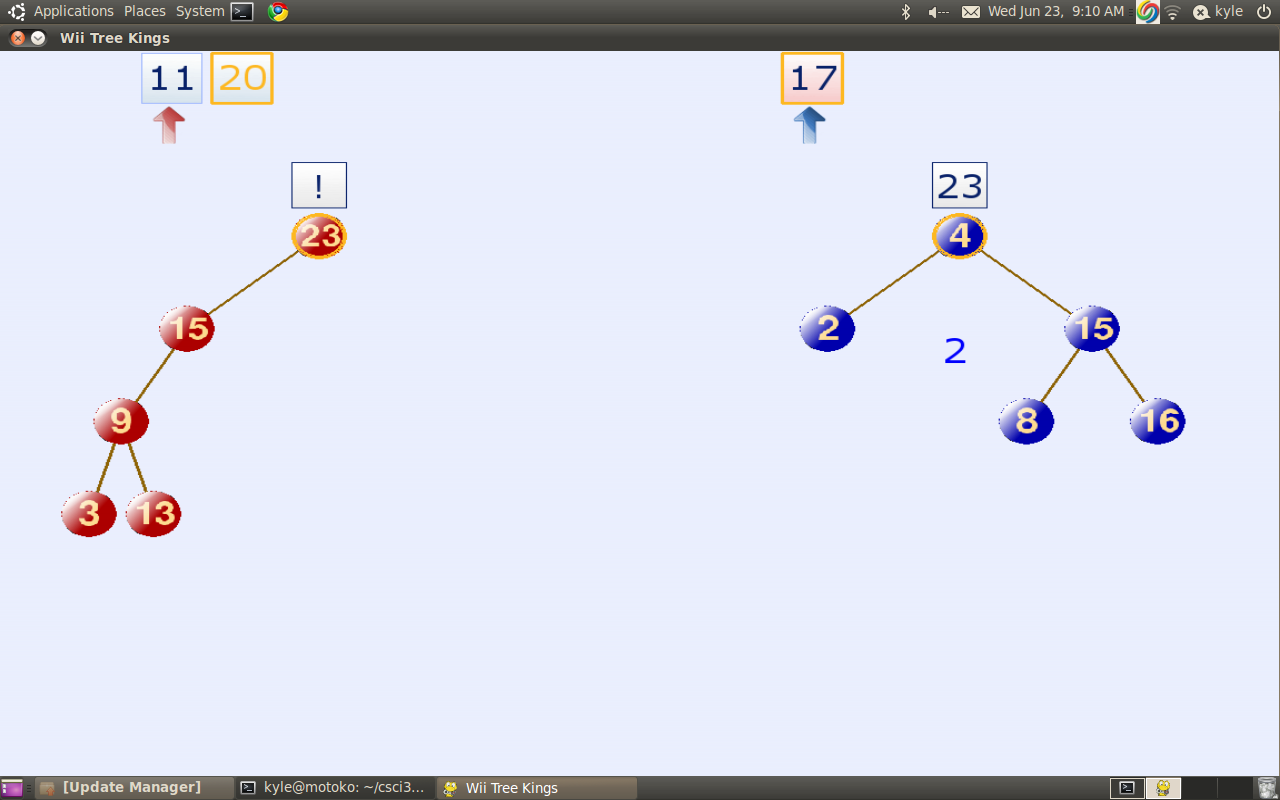 Applications Places System Wed Jun 23, 9:10 AM kyle
Wii Tree Kings
11 20 17
! 23
23 4
15 2 15
2
9 8 16
3 13
[Update Manager] kyle@motoko: ~/csci3... Wii Tree Kings